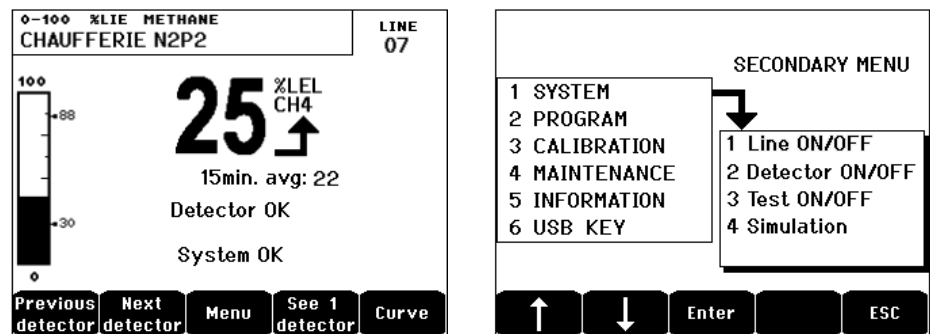 0-100 %LIE METHANE
CHAUFFERIE N2P2
LINE
07
100
88
30
0
25
%LEL
CH4
15min. avg: 22
Detector OK
System OK
Previous detector
Next detector
Menu
See 1 detector
Curve
SECONDARY MENU
1 SYSTEM
2 PROGRAM
3 CALIBRATION
4 MAINTENANCE
5 INFORMATION
6 USB KEY
1 Line ON/OFF
2 Detector ON/OFF
3 Test ON/OFF
4 Simulation
Enter
ESC